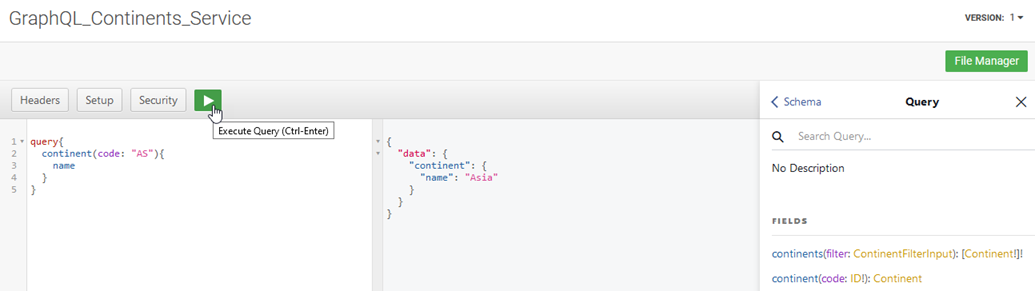 GraphQL_Continents_Service
VERSION: 1
File Manager
Headers Setup Security
Execute Query (Ctrl-Enter)
1 query{
2 continent(code: "AS"){
3 name
4 }
5 }
{
"data": {
"continent": {
"name": "Asia"
}
}
}
Schema Query
Search Query...
No Description
FIELDS
continents(filter: ContinentFilterInput): [Continent!]!
continent(code: ID!): Continent